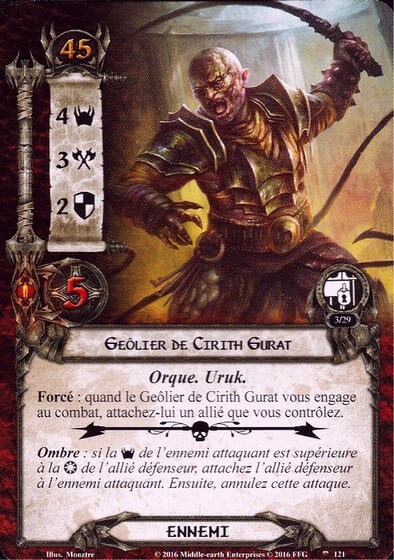 45
4
3
2
5
3/29
Geôlier de Cirith Gurat
Orque. Uruk.
Forcé : quand le Geôlier de Cirith Gurat vous engage
au combat, attachez-lui un allié que vous contrôlez.
Ombre : si la de l'ennemi attaquant est supérieure
à la de l'allié défenseur, attachez l'allié défenseur
à l'ennemi attaquant. Ensuite, annulez cette attaque.
ENNEMI
Illus. Monztre © 2016 Middle-earth Enterprises © 2016 FFG 121